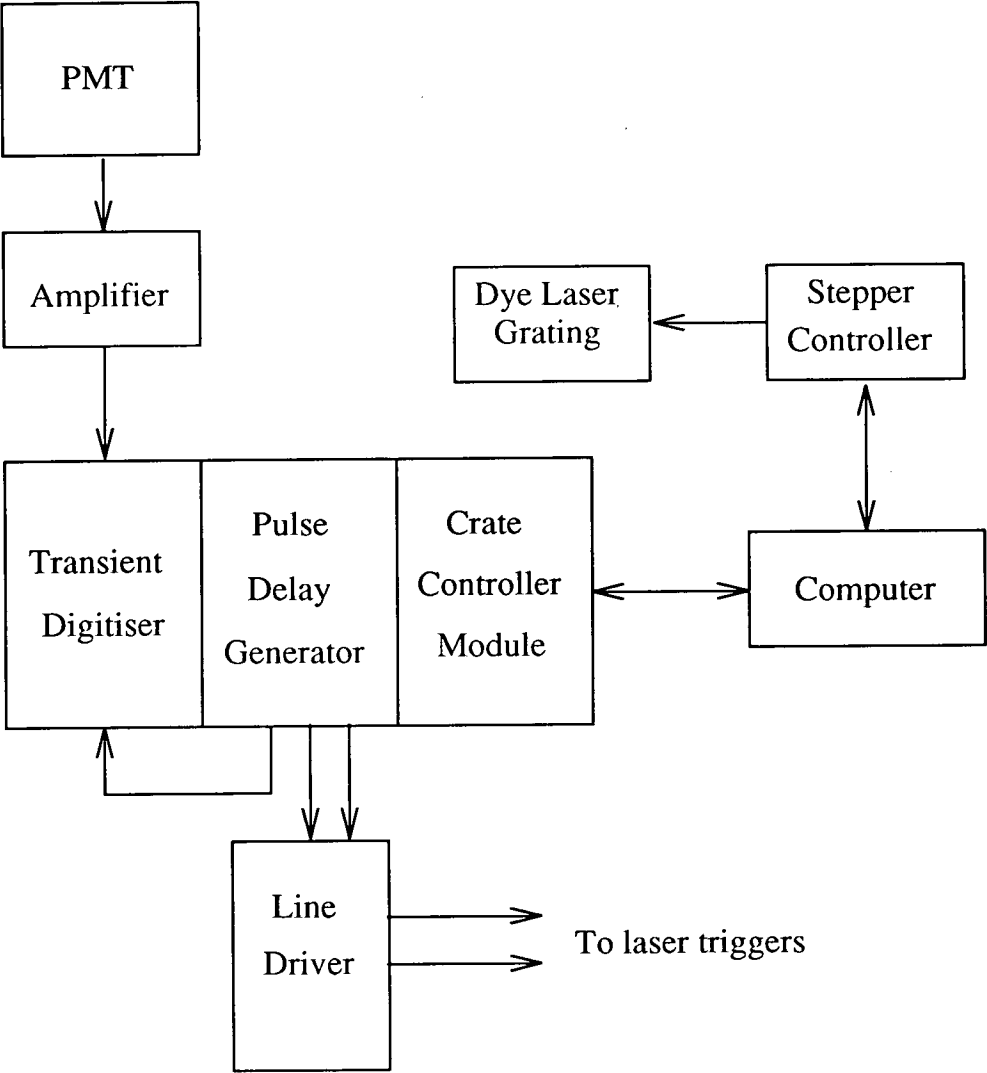 PMT
Amplifier
Dye Laser
Grating
Stepper
Controller
Transient
Digitiser
Pulse
Delay
Generator
Crate
Controller
Module
Computer
Line
Driver
To laser triggers